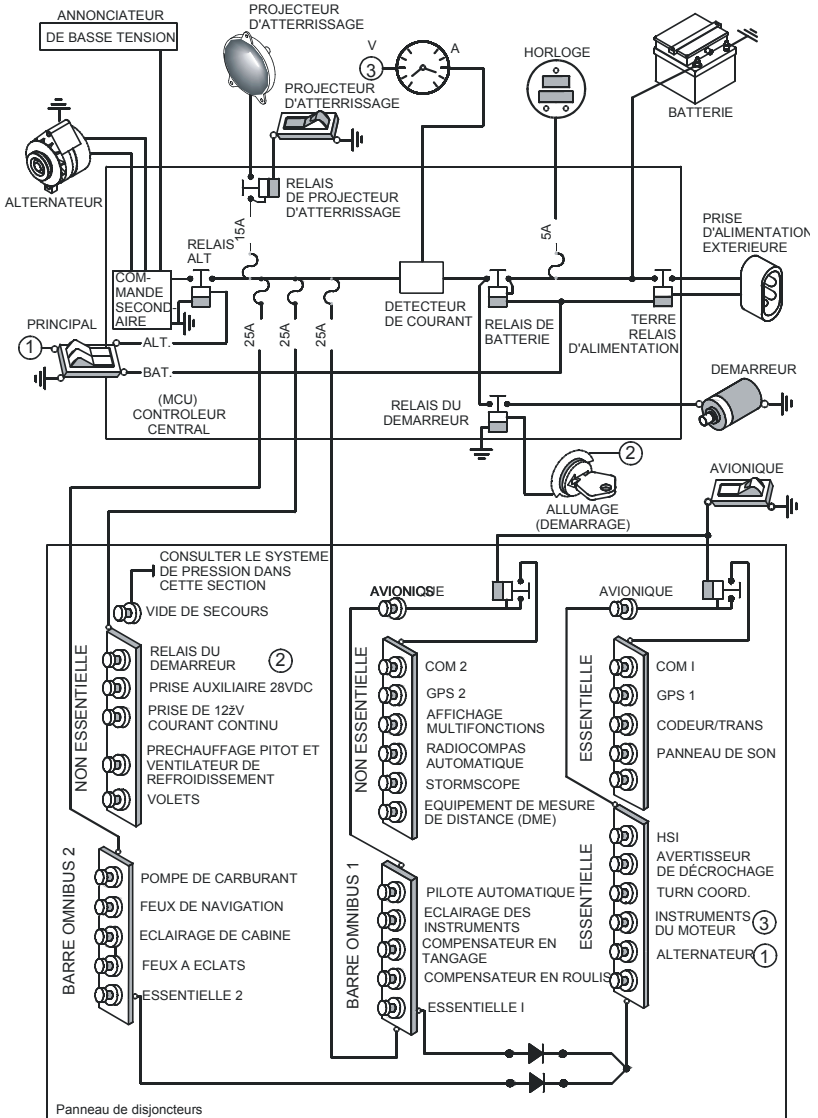 ANNONCIATEUR
DE BASSE TENSION
PROJECTEUR
D'ATTERRISSAGE
V
3
A
HORLOGE
BATTERIE
PROJECTEUR
D'ATTERRISSAGE
ALTERNATEUR
RELAIS
DE PROJECTEUR
D'ATTERRISSAGE
15A
5A
PRISE
D'ALIMENTATION
EXTERIEURE
RELAIS
ALT
COM-
MANDE
SECOND-
AIRE
DETECTEUR
DE COURANT
RELAIS DE
BATTERIE
TERRE
RELAIS
D'ALIMENTATION
PRINCIPAL
1
ALT.
BAT.
25A
25A
25A
(MCU)
CONTROLEUR
CENTRAL
RELAIS DU
DEMARREUR
DEMARREUR
2
ALLUMAGE
(DEMARRAGE)
AVIONIQUE
CONSULTER LE SYSTEME
DE PRESSION DANS
CETTE SECTION
VIDE DE SECOURS
NON ESSENTIELLE
RELAIS DU
DEMARREUR
2
PRISE AUXILIAIRE 28VDC
PRISE DE 12žV
COURANT CONTINU
PRECHAUFFAGE PITOT ET
VENTILATEUR DE
REFROIDISSEMENT
VOLETS
BARRE OMNIBUS 2
POMPE DE CARBURANT
FEUX DE NAVIGATION
ECLAIRAGE DE CABINE
FEUX A ECLATS
ESSENTIELLE 2
AVIONIQUE
NON ESSENTIELLE
COM 2
GPS 2
AFFICHAGE
MULTIFONCTIONS
RADIOCOMPAS
AUTOMATIQUE
STORMSCOPE
EQUIPEMENT DE MESURE
DE DISTANCE (DME)
BARRE OMNIBUS 1
PILOTE AUTOMATIQUE
ECLAIRAGE DES
INSTRUMENTS
COMPENSATEUR EN
TANGAGE
COMPENSATEUR EN ROULIS
ESSENTIELLE I
AVIONIQUE
ESSENTIELLE
COM I
GPS 1
CODEUR/TRANS
PANNEAU DE SON
ESSENTIELLE
HSI
AVERTISSEUR
DE DÉCROCHAGE
TURN COORD.
INSTRUMENTS
DU MOTEUR
3
ALTERNATEUR
1
Panneau de disjoncteurs